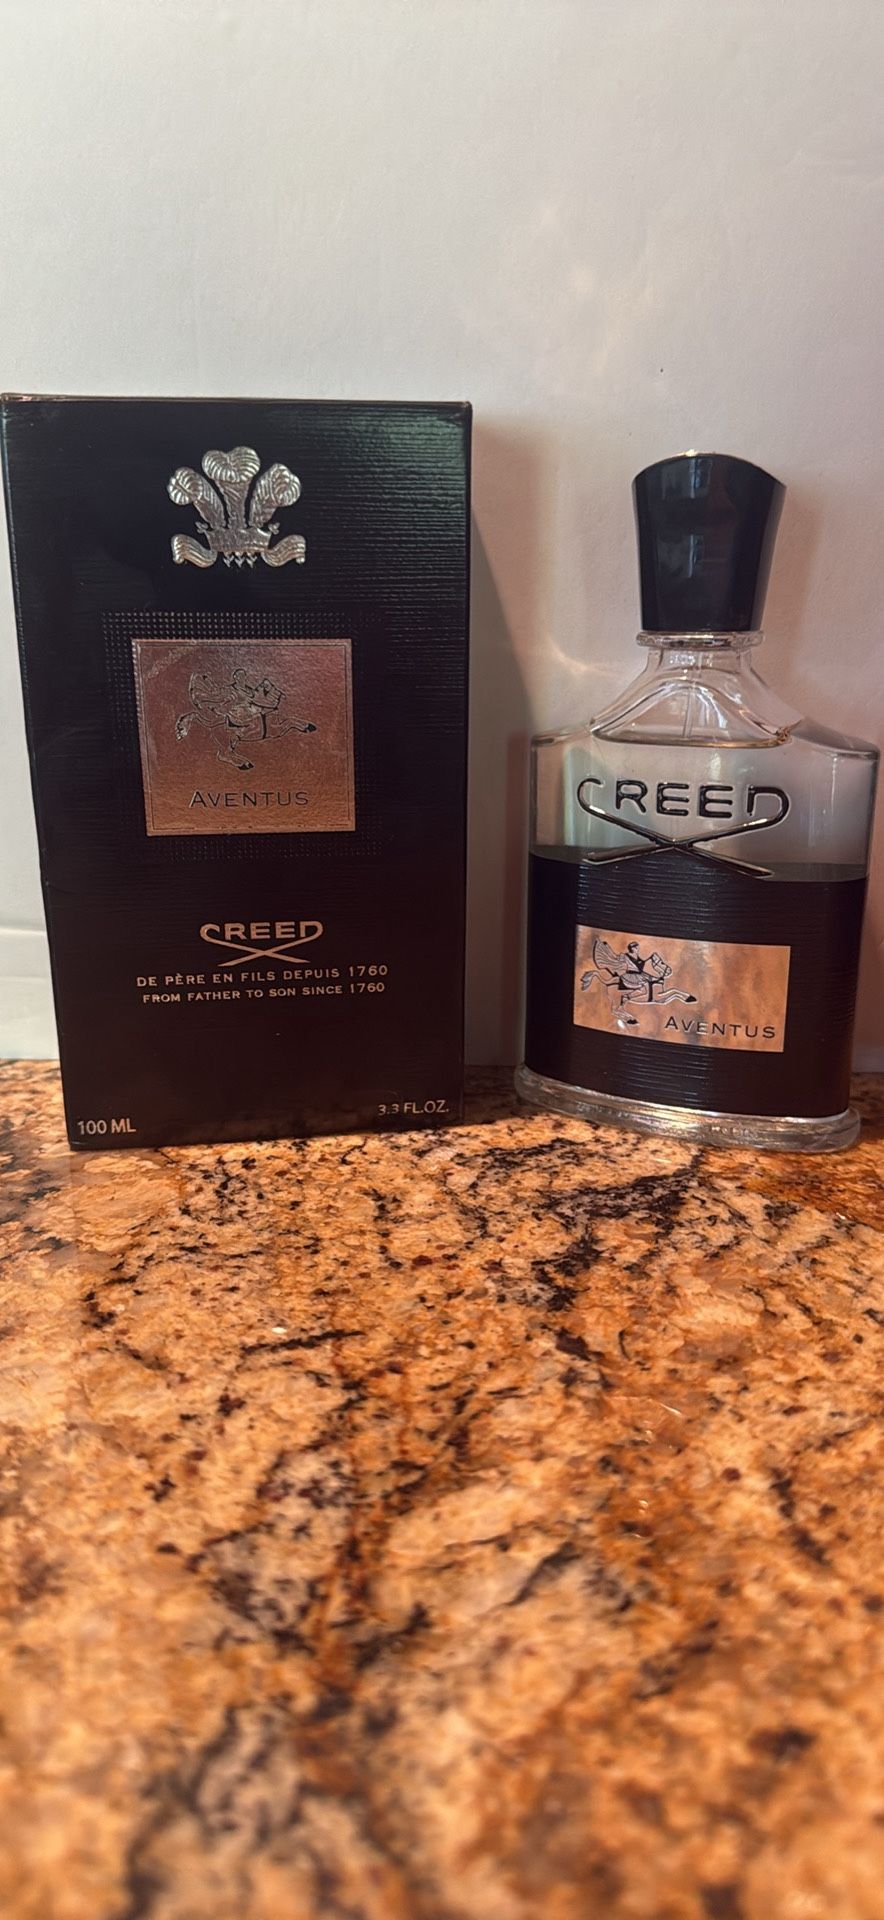 AVENTUS
CREED
DE PÈRE EN FILS DEPUIS 1760
FROM FATHER TO SON SINCE 1760
100 ML
3.3 FL.OZ.
CREED
AVENTUS